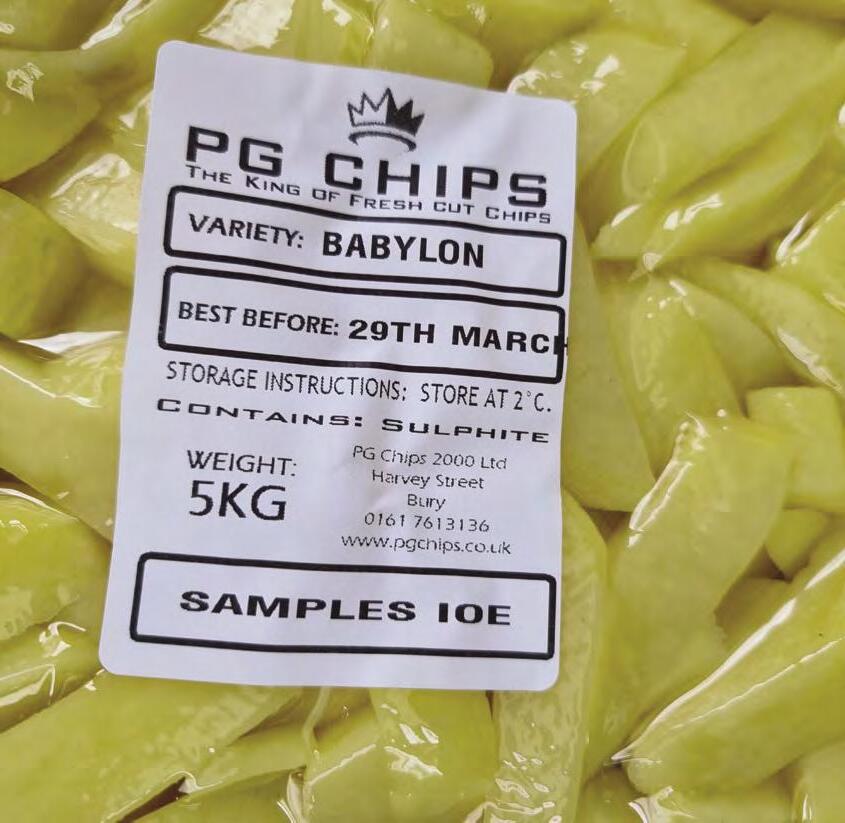 PG CHIPS
THE KING OF FRESH CUT CHIPS
VARIETY: BABYLON
BEST BEFORE: 29TH MARCH
STORAGE INSTRUCTIONS: STORE AT 2°C.
CONTAINS: SULPHITE
WEIGHT:
5KG
PG Chips 2000 Ltd
Harvey Street
Bury
0161 7613136
www.pgchips.co.uk
SAMPLES IOE